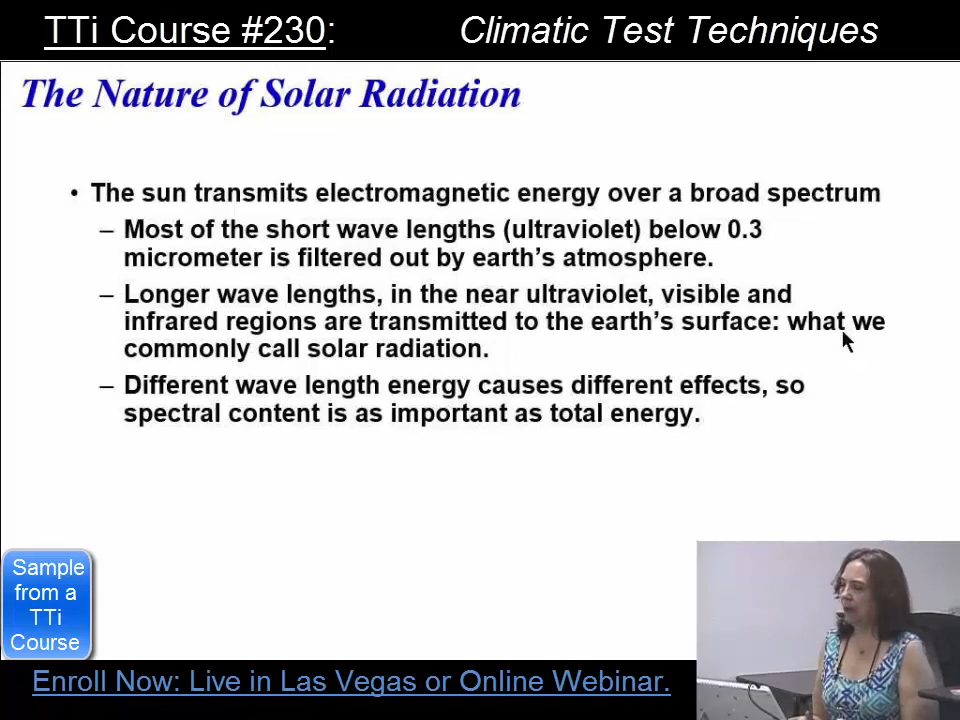 TTi Course #230: Climatic Test Techniques
The Nature of Solar Radiation
• The sun transmits electromagnetic energy over a broad spectrum
– Most of the short wave lengths (ultraviolet) below 0.3
micrometer is filtered out by earth's atmosphere.
– Longer wave lengths, in the near ultraviolet, visible and
infrared regions are transmitted to the earth's surface: what we
commonly call solar radiation.
– Different wave length energy causes different effects, so
spectral content is as important as total energy.
Sample
from a
TTi
Course
Enroll Now: Live in Las Vegas or Online Webinar.